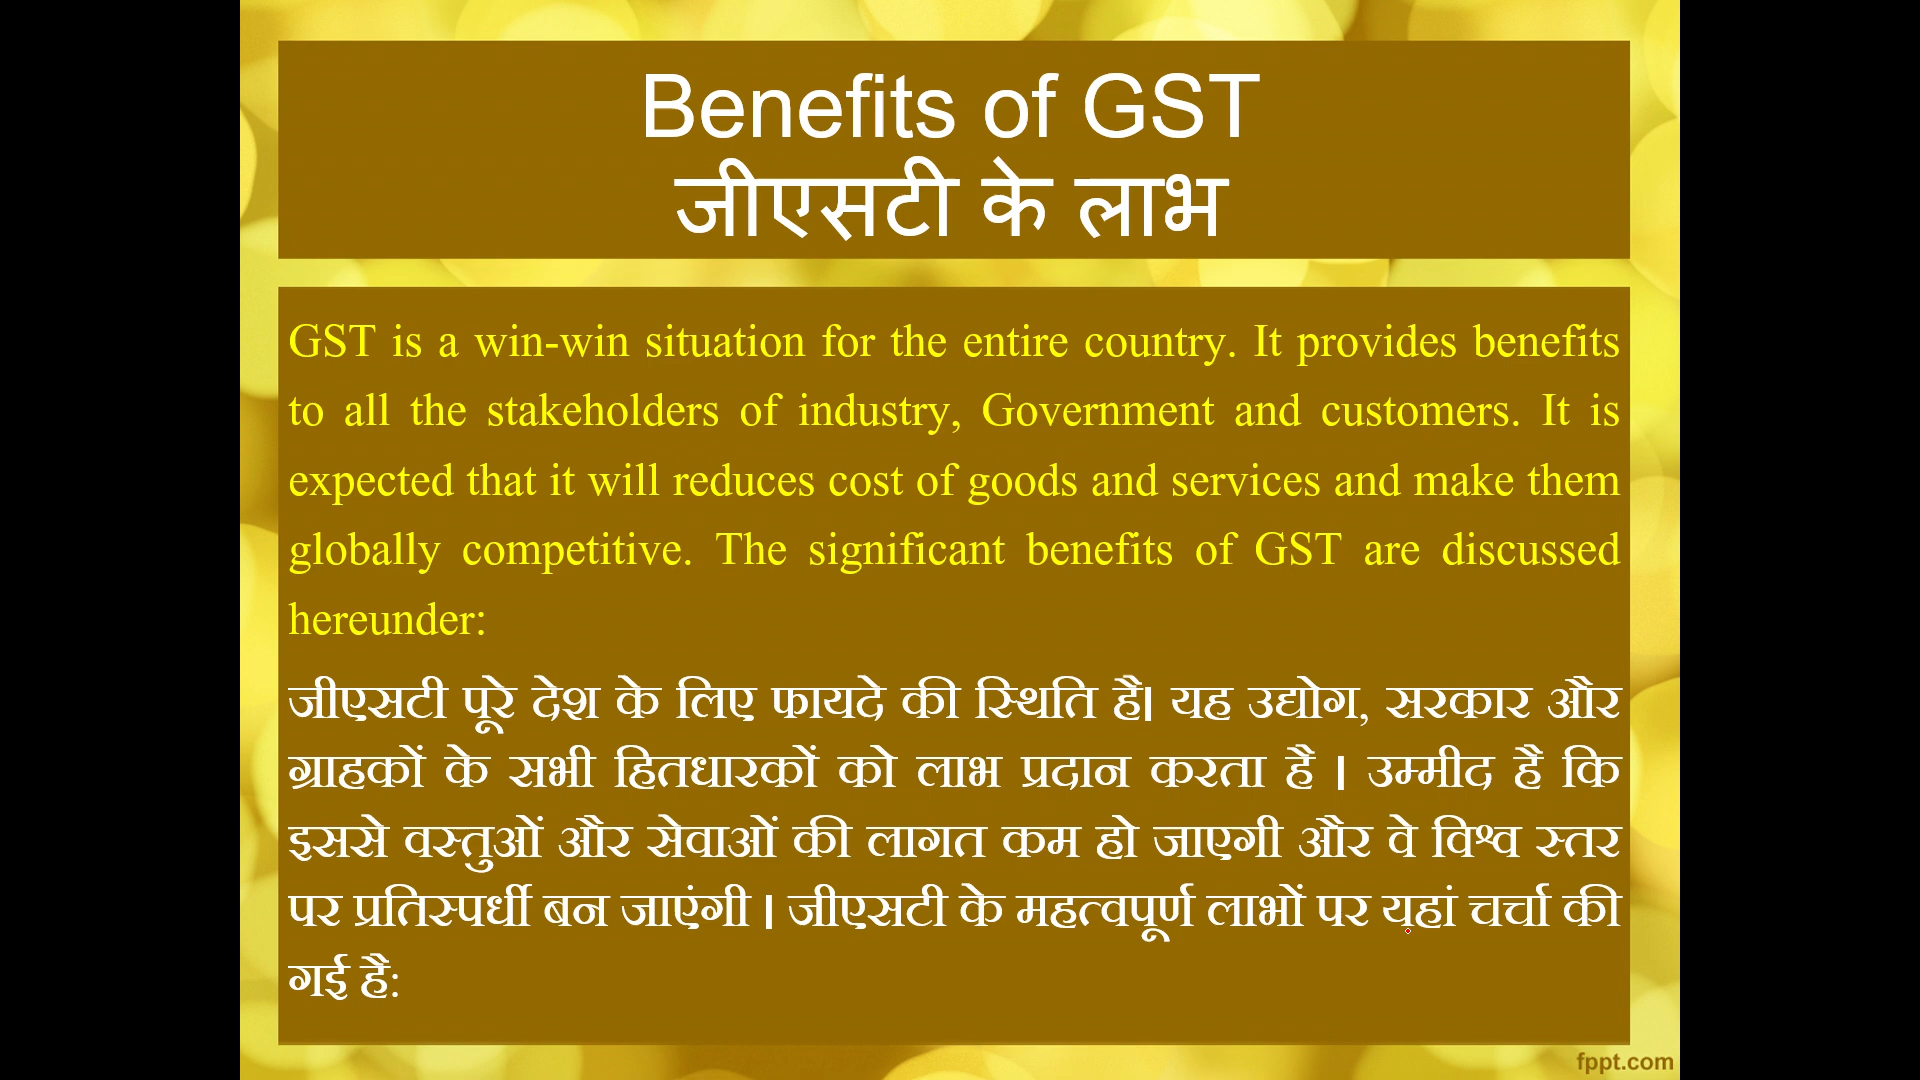 Benefits of GST
जीएसटी के लाभ
GST is a win-win situation for the entire country. It provides benefits
to all the stakeholders of industry, Government and customers. It is
expected that it will reduces cost of goods and services and make them
globally competitive. The significant benefits of GST are discussed
hereunder:
जीएसटी पूरे देश के लिए फायदे की स्थिति है। यह उद्योग, सरकार और
ग्राहकों के सभी हितधारकों को लाभ प्रदान करता है । उम्मीद है कि
इससे वस्तुओं और सेवाओं की लागत कम हो जाएगी और वे विश्व स्तर
पर प्रतिस्पर्धी बन जाएंगी । जीएसटी के महत्वपूर्ण लाभों पर यहां चर्चा की
गई है:
fppt.com